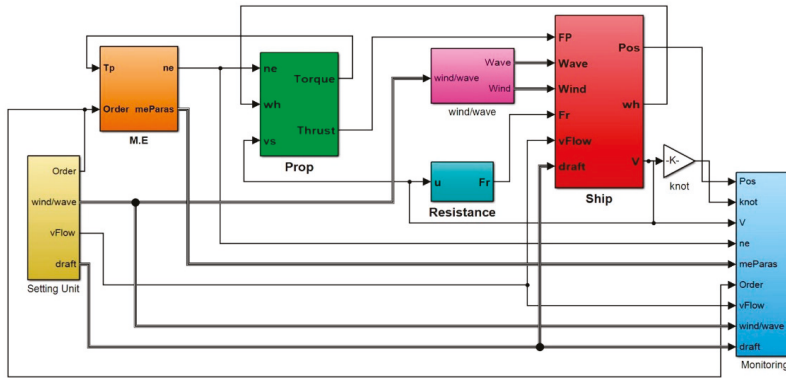 Tp
ne
Order
meParas
M.E
ne
wh
vs
Torque
Thrust
Prop
wind/wave
Wave
Wind
wind/wave
u
Fr
Resistance
FP
Wave
Wind
Fr
vFlow
draft
Pos
wh
V
Ship
-K-
knot
Order
wind/wave
vFlow
draft
Setting Unit
Pos
knot
V
ne
meParas
Order
vFlow
wind/wave
draft
Monitoring